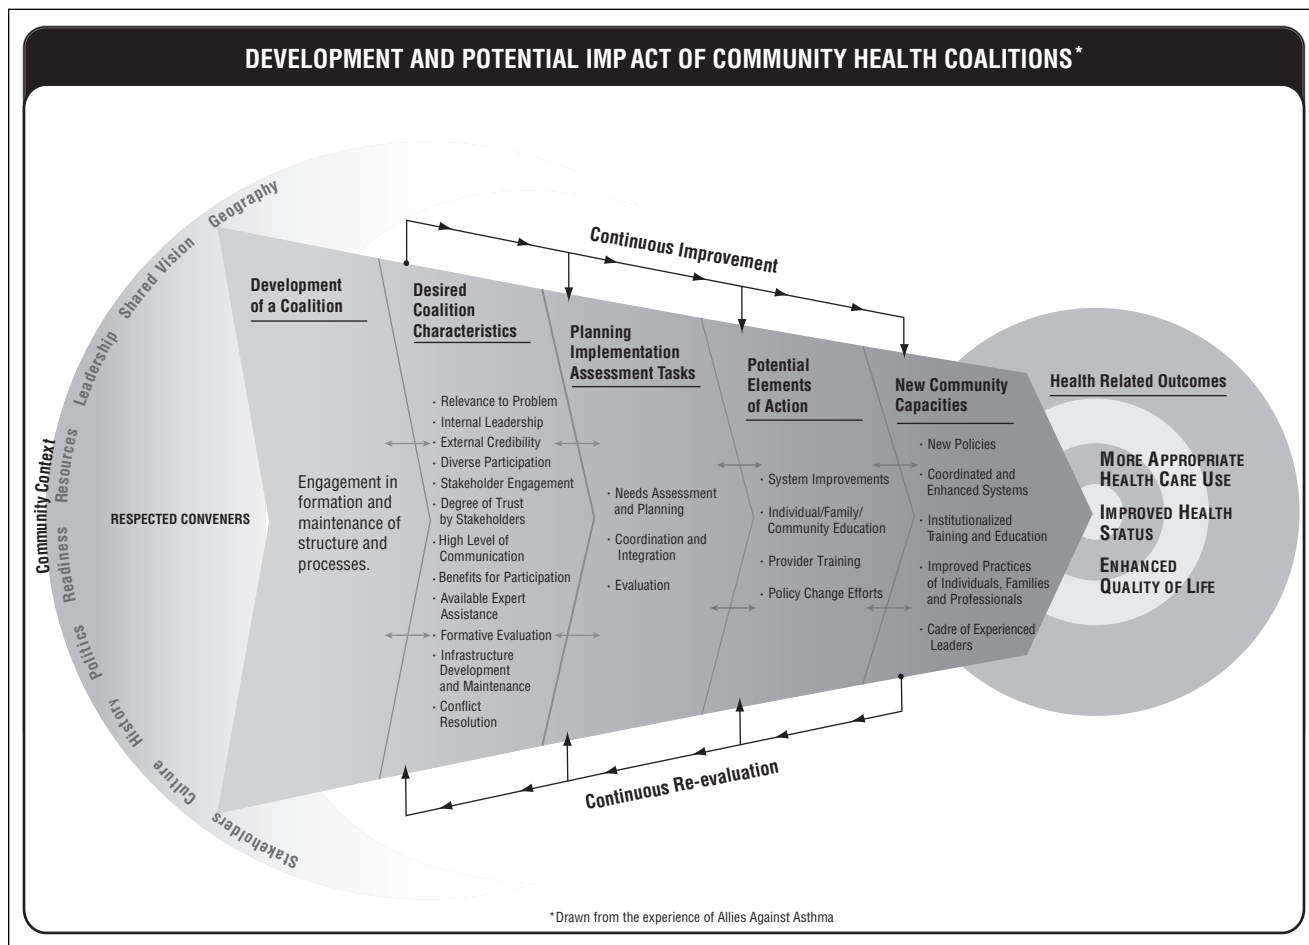 DEVELOPMENT AND POTENTIAL IMPACT OF COMMUNITY HEALTH COALITIONS*
Community Context
Geography
Shared Vision
Leadership
Resources
Readiness
Politics
History
Culture
Stakeholders
RESPECTED CONVENERS
Development
of a Coalition
Engagement in
formation and
maintenance of
structure and
processes.
Continuous Improvement
Desired
Coalition
Characteristics
· Relevance to Problem
· Internal Leadership
· External Credibility
· Diverse Participation
· Stakeholder Engagement
· Degree of Trust
by Stakeholders
· High Level of
Communication
· Benefits for Participation
· Available Expert
Assistance
· Formative Evaluation
· Infrastructure
Development
and Maintenance
· Conflict
Resolution
Planning
Implementation
Assessment Tasks
· Needs Assessment
and Planning
· Coordination and
Integration
· Evaluation
Potential
Elements
of Action
· System Improvements
· Individual/Family/
Community Education
· Provider Training
· Policy Change Efforts
New Community
Capacities
· New Policies
· Coordinated and
Enhanced Systems
· Institutionalized
Training and Education
· Improved Practices
of Individuals, Families
and Professionals
· Cadre of Experienced
Leaders
Continuous Re-evaluation
Health Related Outcomes
MORE APPROPRIATE
HEALTH CARE USE
IMPROVED HEALTH
STATUS
ENHANCED
QUALITY OF LIFE
*Drawn from the experience of Allies Against Asthma